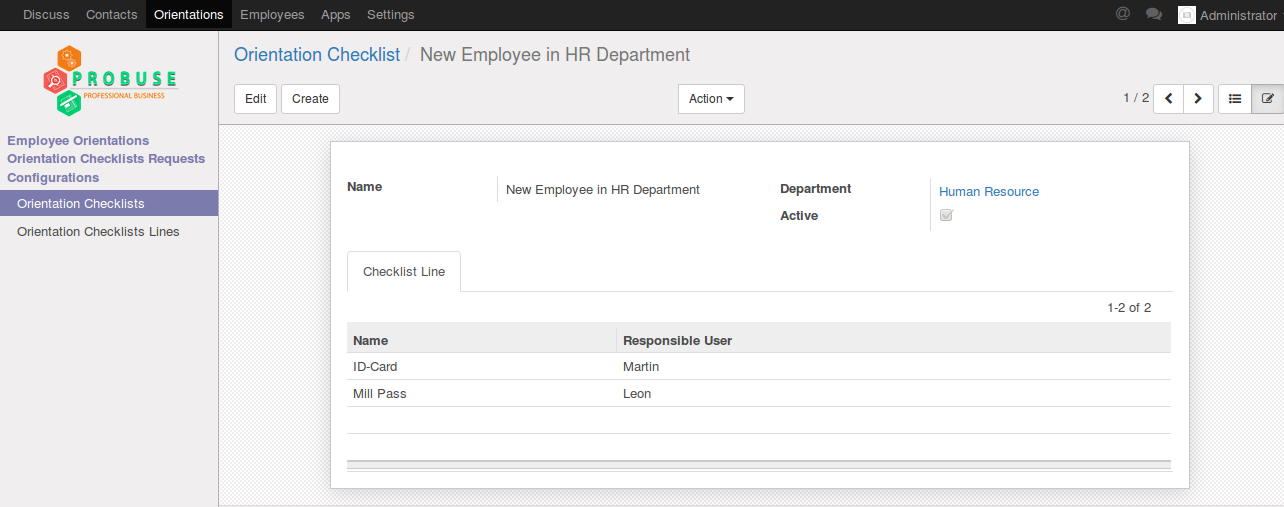 Discuss Contacts Orientations Employees Apps Settings @ Administrator
PROBUSE
PROFESSIONAL BUSINESS
Employee Orientations
Orientation Checklists Requests
Configurations
Orientation Checklists
Orientation Checklists Lines
Orientation Checklist / New Employee in HR Department
Edit Create Action 1 / 2
Name New Employee in HR Department Department Human Resource
Active
Checklist Line
1-2 of 2
Name Responsible User
ID-Card Martin
Mill Pass Leon